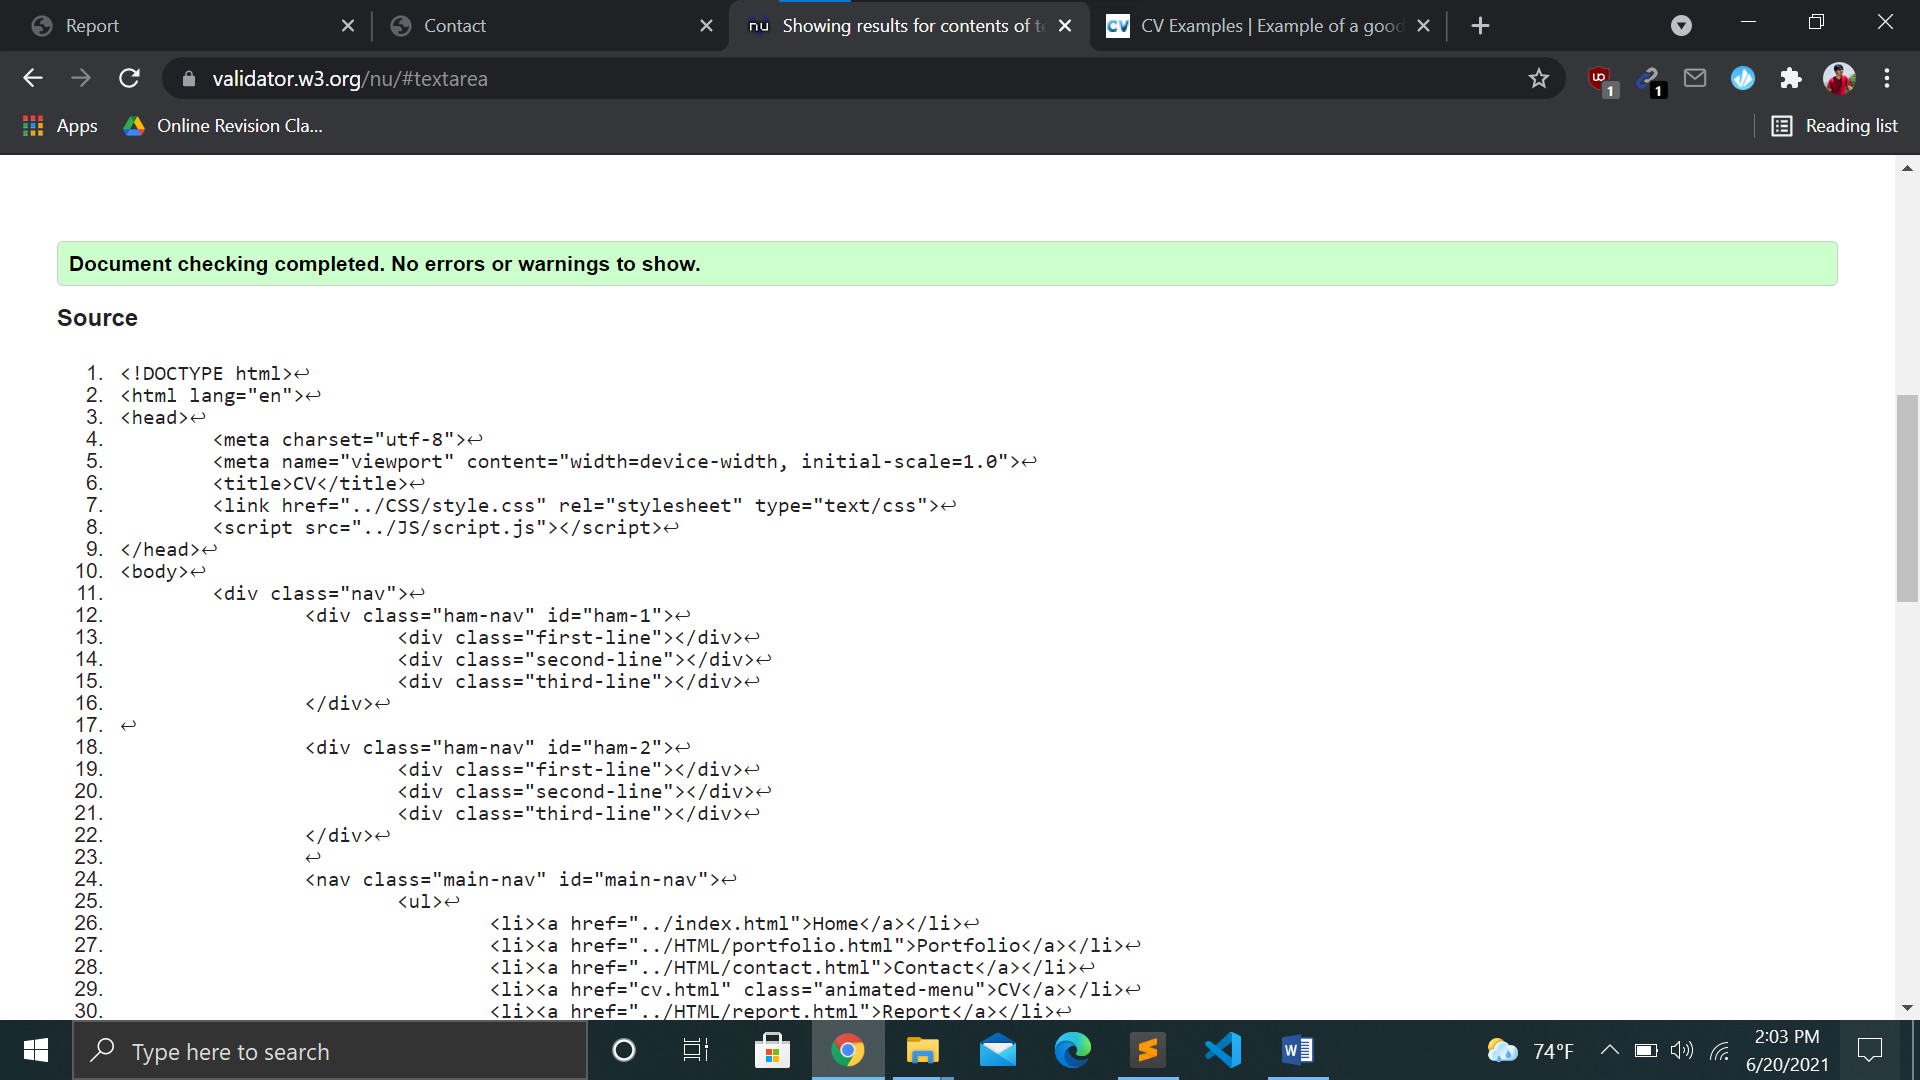 Report
Contact
nu Showing results for contents of te
CV CV Examples | Example of a good
validator.w3.org/nu/#textarea
1
1
Apps
Online Revision Cla...
Reading list
Document checking completed. No errors or warnings to show.
Source
1. <!DOCTYPE html>↩
2. <html lang="en">↩
3. <head>↩
4. <meta charset="utf-8">↩
5. <meta name="viewport" content="width=device-width, initial-scale=1.0">↩
6. <title>CV</title>↩
7. <link href="../CSS/style.css" rel="stylesheet" type="text/css">↩
8. <script src="../JS/script.js"></script>↩
9. </head>↩
10. <body>↩
11. <div class="nav">↩
12. <div class="ham-nav" id="ham-1">↩
13. <div class="first-line"></div>↩
14. <div class="second-line"></div>↩
15. <div class="third-line"></div>↩
16. </div>↩
17. ↩
18. <div class="ham-nav" id="ham-2">↩
19. <div class="first-line"></div>↩
20. <div class="second-line"></div>↩
21. <div class="third-line"></div>↩
22. </div>↩
23. ↩
24. <nav class="main-nav" id="main-nav">↩
25. <ul>↩
26. <li><a href="../index.html">Home</a></li>↩
27. <li><a href="../HTML/portfolio.html">Portfolio</a></li>↩
28. <li><a href="../HTML/contact.html">Contact</a></li>↩
29. <li><a href="cv.html" class="animated-menu">CV</a></li>↩
30. <li><a href="../HTML/report.html">Report</a></li>↩
Type here to search
74°F
2:03 PM
6/20/2021